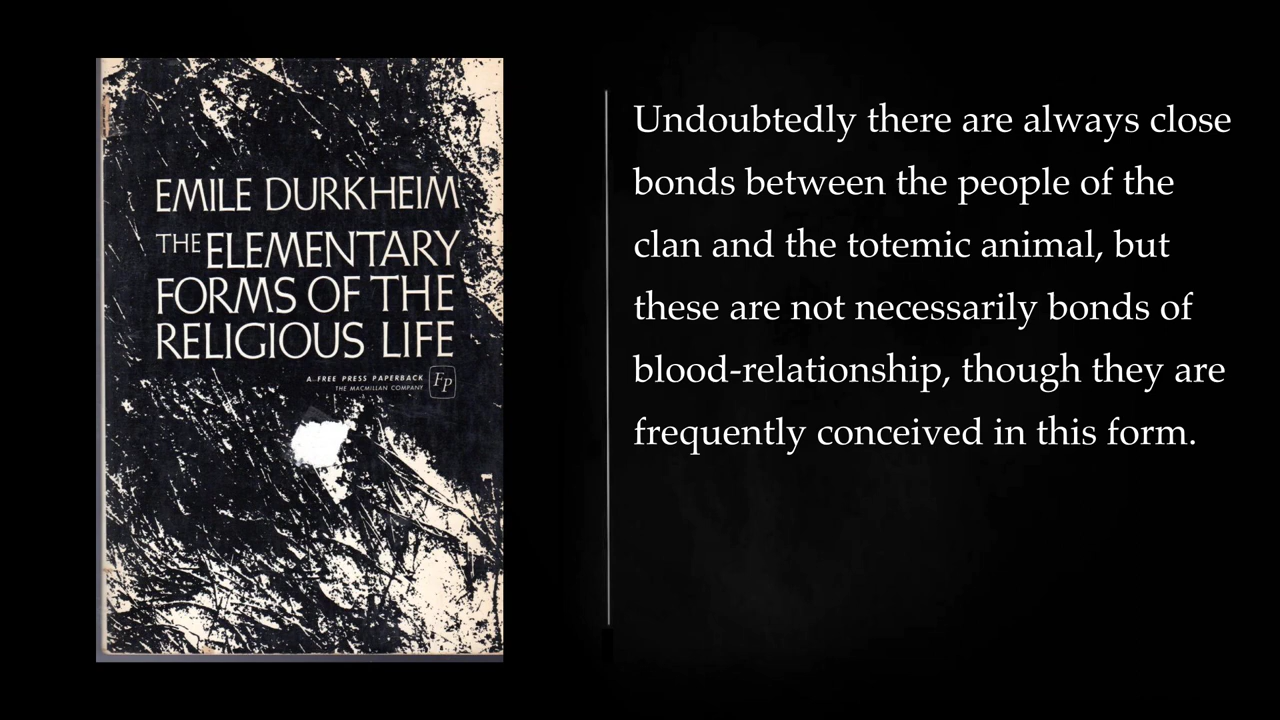 EMILE DURKHEIM
THE ELEMENTARY
FORMS OF THE
RELIGIOUS LIFE
A FREE PRESS PAPERBACK
THE MACMILLAN COMPANY
Fp
Undoubtedly there are always close
bonds between the people of the
clan and the totemic animal, but
these are not necessarily bonds of
blood-relationship, though they are
frequently conceived in this form.